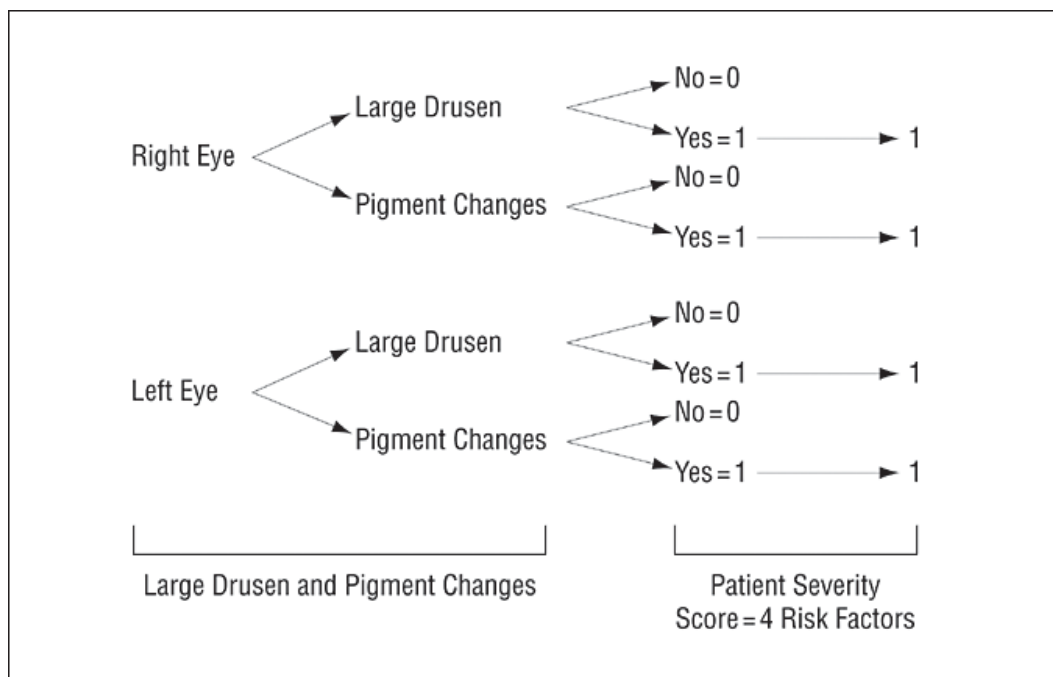 Right Eye
Large Drusen
No=0
Yes=1
1
Pigment Changes
No=0
Yes=1
1
Left Eye
Large Drusen
No=0
Yes=1
1
Pigment Changes
No=0
Yes=1
1
Large Drusen and Pigment Changes
Patient Severity
Score=4 Risk Factors